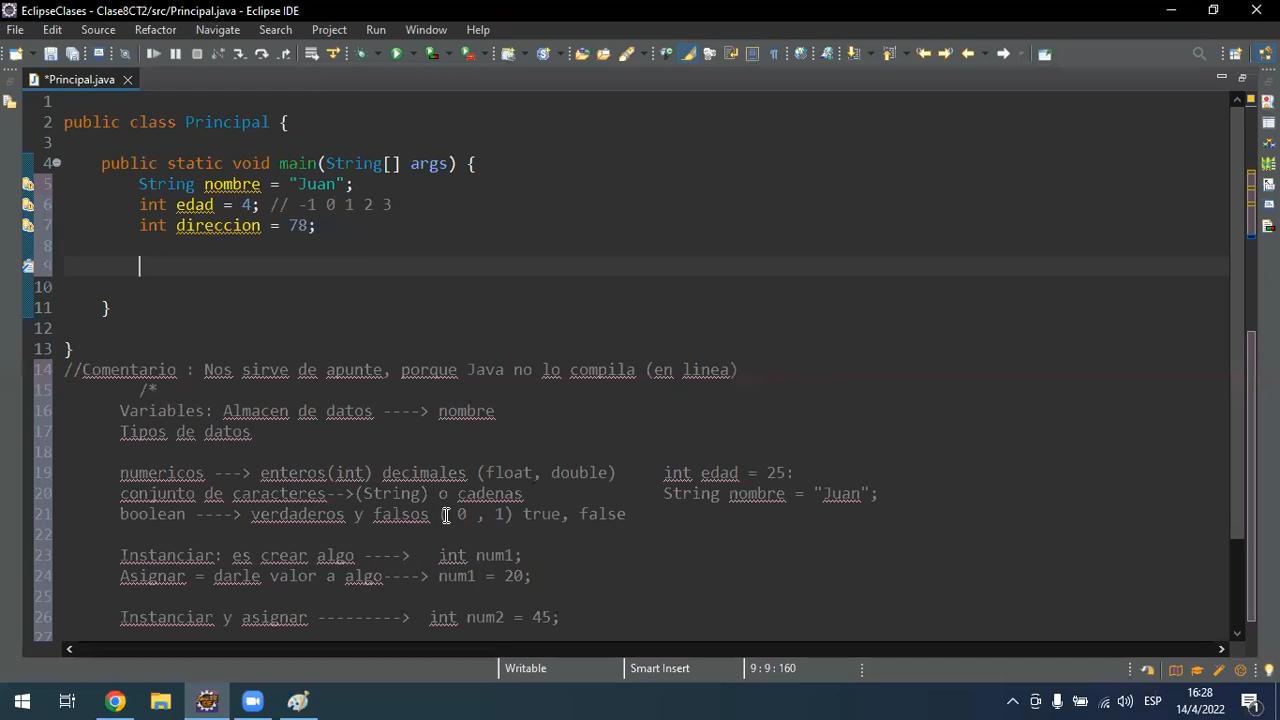 EclipseClases - Clase8CT2/src/Principal.java - Eclipse IDE
File Edit Source Refactor Navigate Search Project Run Window Help
*Principal.java
1
2 public class Principal {
3
4 public static void main(String[] args) {
5 String nombre = "Juan";
6 int edad = 4; // -1 0 1 2 3
7 int direccion = 78;
8
9
10
11 }
12
13 }
14 //Comentario : Nos sirve de apunte, porque Java no lo compila (en linea)
15 /*
16 Variables: Almacen de datos ----> nombre
17 Tipos de datos
18
19 numericos ---> enteros(int) decimales (float, double) int edad = 25:
20 conjunto de caracteres-->(String) o cadenas String nombre = "Juan";
21 boolean ----> verdaderos y falsos ( 0 , 1) true, false
22
23 Instanciar: es crear algo ----> int num1;
24 Asignar = darle valor a algo----> num1 = 20;
25
26 Instanciar y asignar ---------> int num2 = 45;
27
Writable Smart Insert 9 : 9 : 160
ESP 16:28
14/4/2022
1